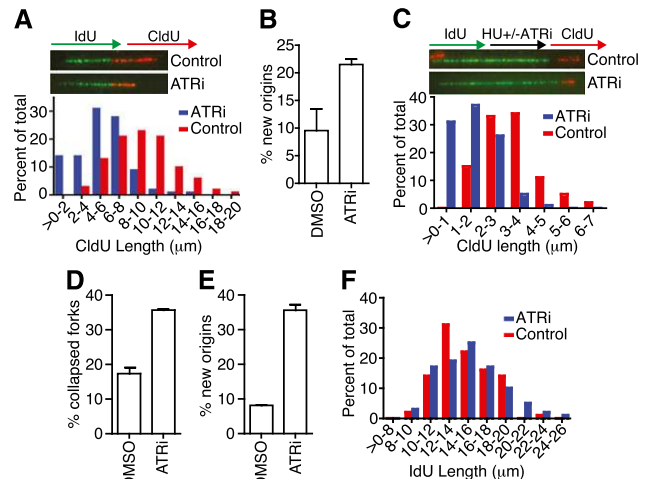 A
IdU
CldU
Control
ATRi
Percent of total
30
20
10
0
ATRi
Control
>0-2
2-4
4-6
6-8
8-10
10-12
12-14
14-16
16-18
18-20
CldU Length (μm)
B
% new origins
25
20
15
10
5
0
DMSO
ATRi
C
IdU
HU+/-ATRi
CldU
Control
ATRi
Percent of total
40
30
20
10
0
ATRi
Control
>0-1
1-2
2-3
3-4
4-5
5-6
6-7
CldU length (μm)
D
% collapsed forks
40
30
20
10
0
DMSO
ATRi
E
% new origins
40
30
20
10
0
DMSO
ATRi
F
Percent of total
40
30
20
10
0
ATRi
Control
>0-8
8-10
10-12
12-14
14-16
16-18
18-20
20-22
22-24
24-26
IdU Length (μm)